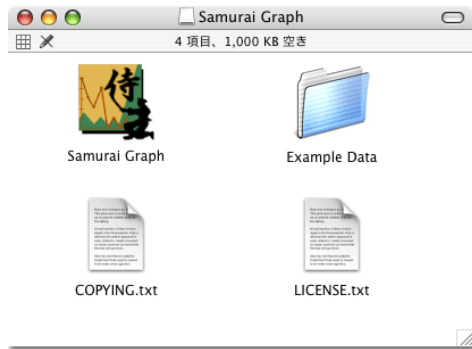 Samurai Graph
4 項目、1,000 KB 空き
侍
Samurai Graph
Example Data
COPYING.txt
LICENSE.txt